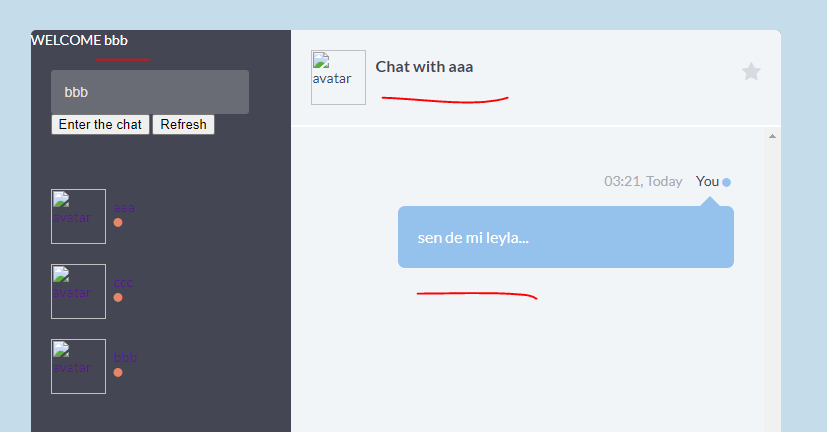 WELCOME bbb
bbb
Enter the chat Refresh
avatar aaa
avatar ccc
avatar bbb
avatar Chat with aaa
03:21, Today You
sen de mi leyla...